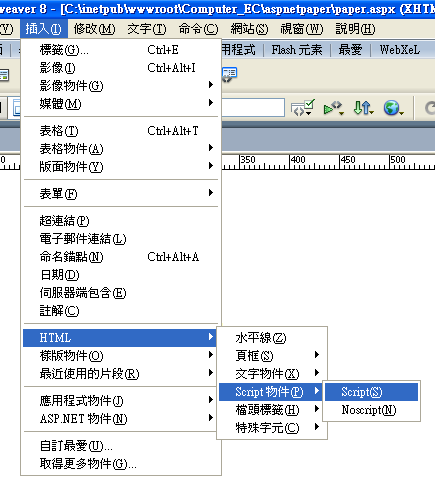 weaver 8 - [C:\inetpub\wwwroot\Computer_EC\aspnetpaper\paper.aspx (XHT
(V) 插入(I) 修改(M) 文字(T) 命令(C) 站台(S) 視窗(W) 說明(H)
標籤(G)... Ctrl+E
用程式 Flash 元素 最愛 WebXeL
影像(I) Ctrl+Alt+I
影像物件(G)
媒體(M)
表格(T) Ctrl+Alt+T
表格物件(A)
版面物件(Y)
350 400 450 500
表單(F)
超連結(P)
電子郵件連結(L)
命名錨點(N) Ctrl+Alt+A
日期(D)
伺服器端包含(E)
註解(C)
HTML
樣版物件(O)
最近使用的片段(R)
應用程式物件(J)
ASP.NET 物件(N)
自訂最愛(U)...
取得更多物件(G)...
水平線(Z)
頁框(S)
文字物件(X)
Script 物件(P)
檔頭標籤(H)
特殊字元(C)
Script(S)
Noscript(N)